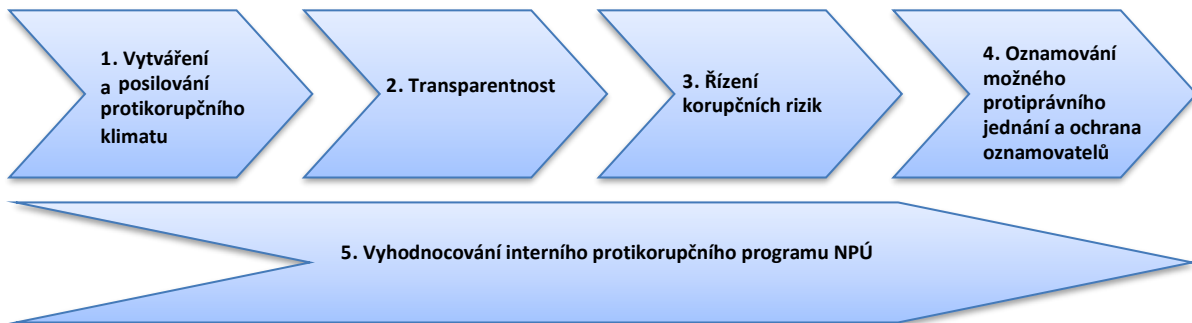 1. Vytváření
a posilování
protikorupčního
klimatu
2. Transparentnost
3. Řízení
korupčních rizik
4. Oznamování
možného
protiprávního
jednání a ochrana
oznamovatelů
5. Vyhodnocování interního protikorupčního programu NPÚ